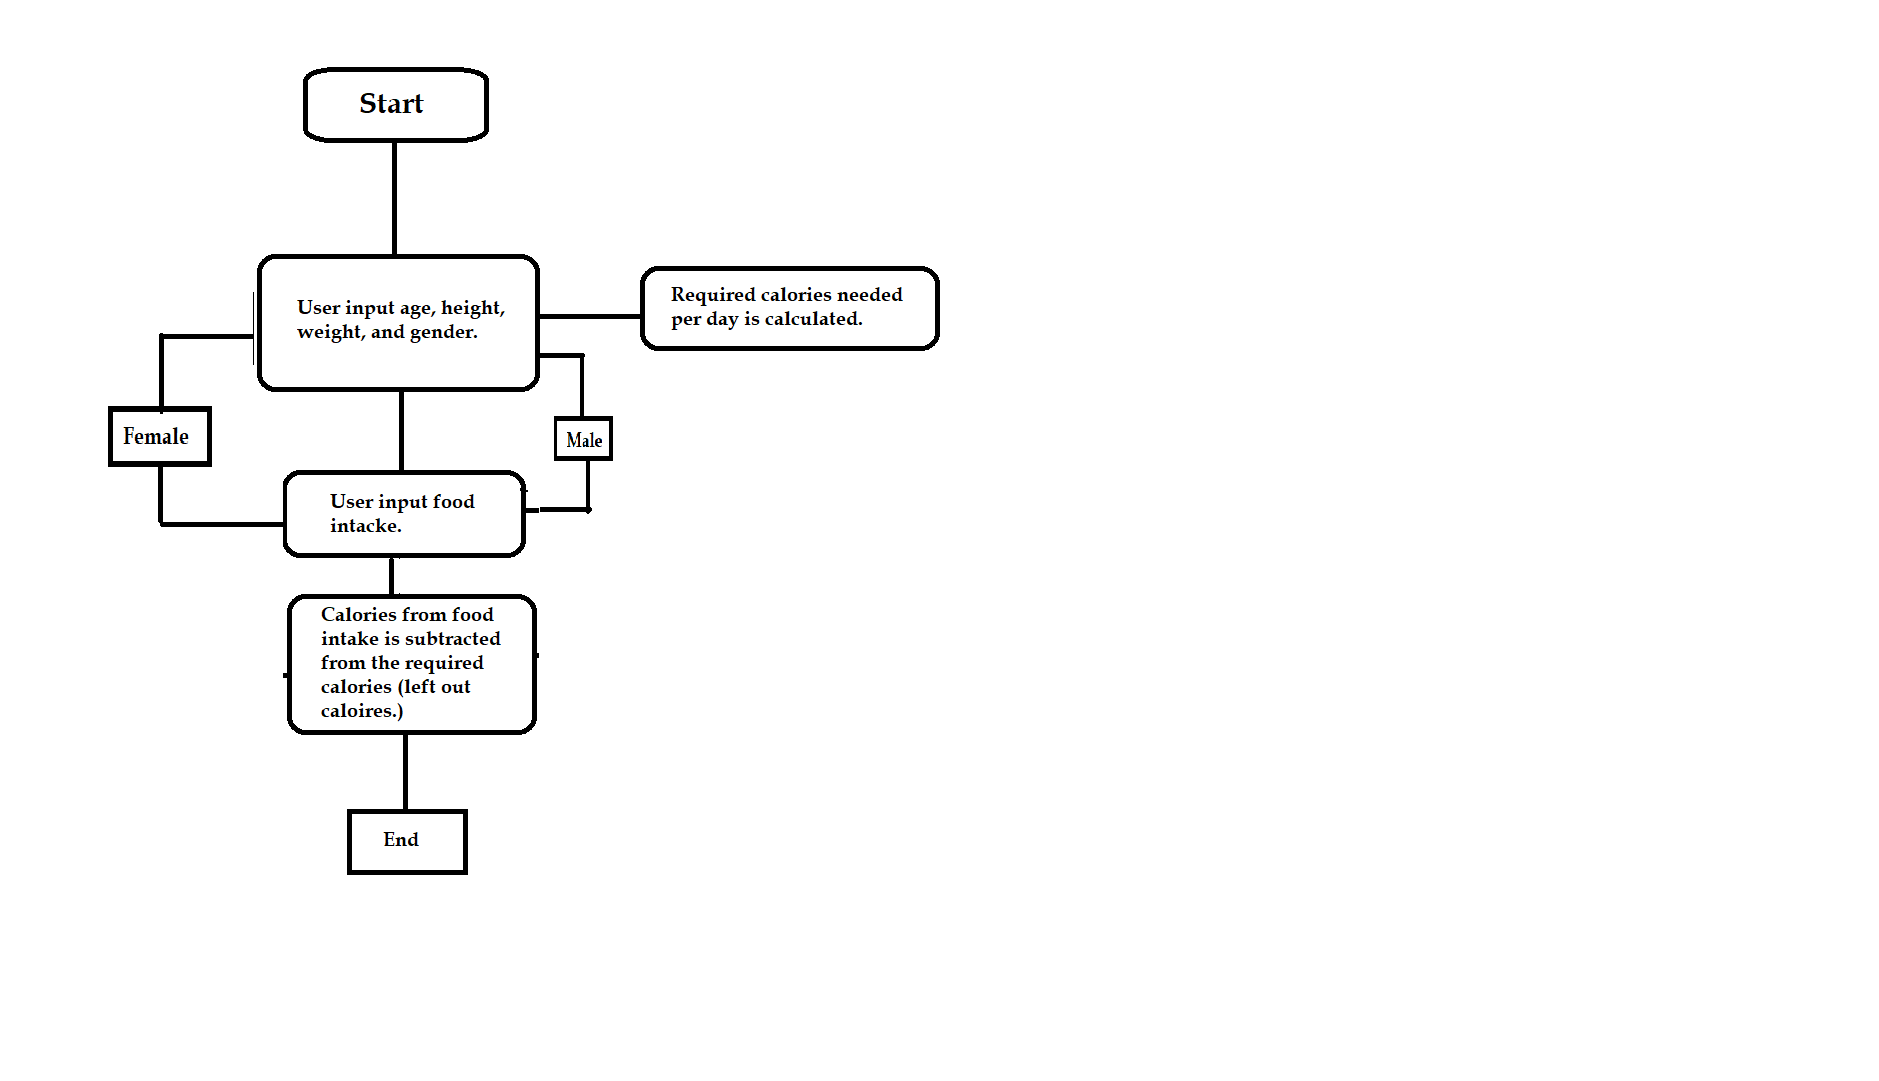 Start
User input age, height,
weight, and gender.
Required calories needed
per day is calculated.
Female
Male
User input food
intacke.
Calories from food
intake is subtracted
from the required
calories (left out
caloires.)
End